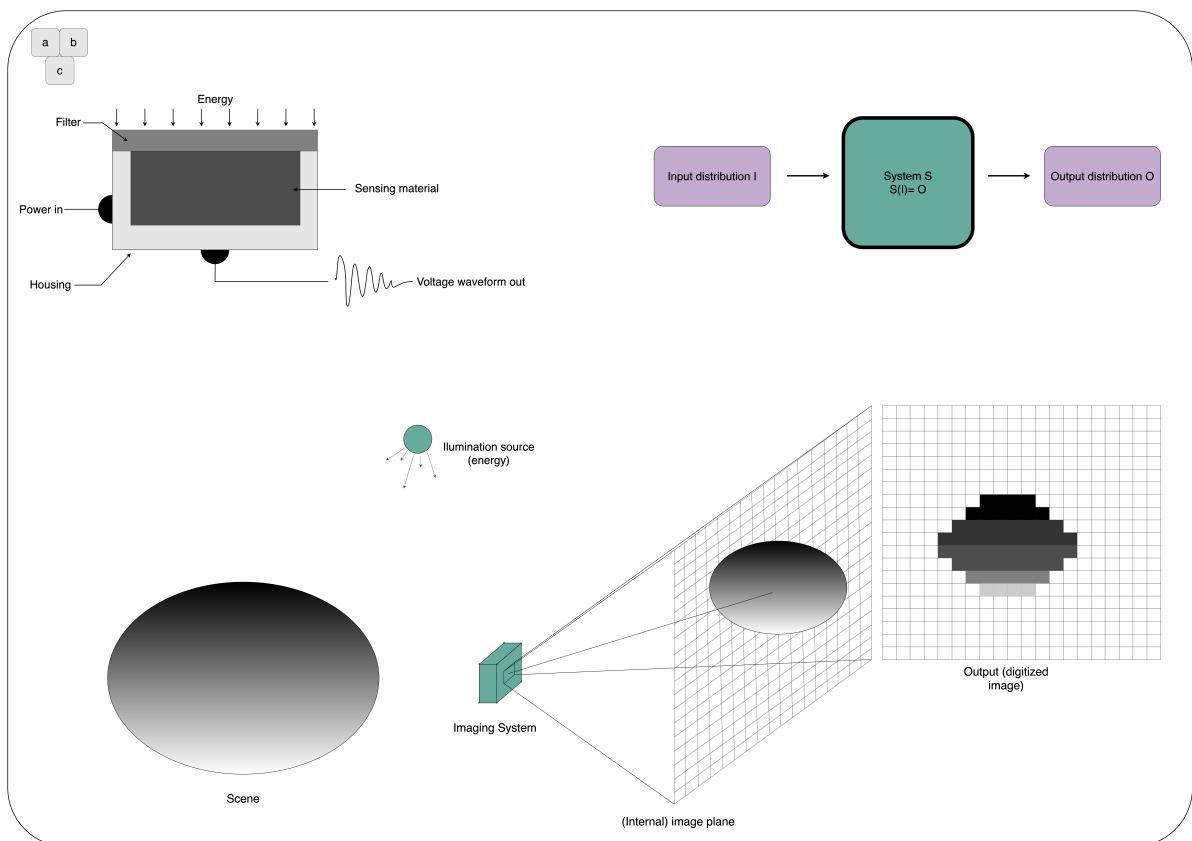 a
b
c
Energy
Filter
Sensing material
Power in
Housing
Voltage waveform out
Input distribution I
System S
S(I)= O
Output distribution O
Ilumination source
(energy)
Scene
Imaging System
(Internal) image plane
Output (digitized
image)